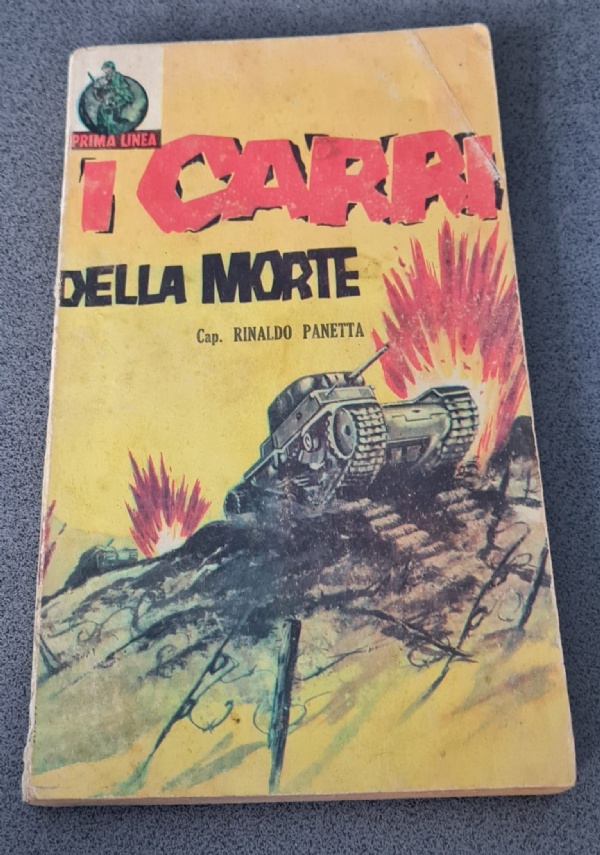 PRIMA LINEA
I CARRI
DELLA MORTE
Cap. RINALDO PANETTA